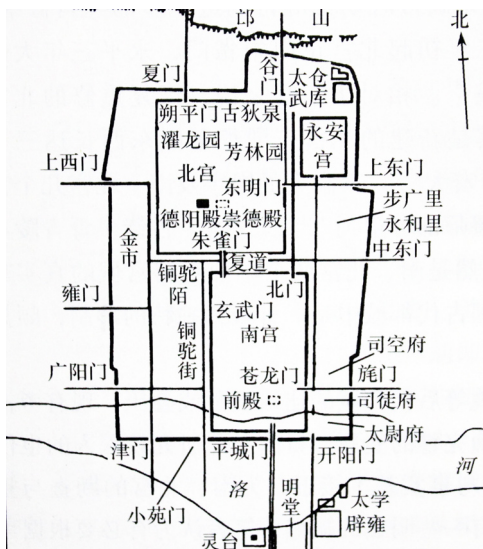 邙 山
北
夏门
谷门
太仓
武库
朔平门 古狄泉
濯龙园
芳林园
永安宫
北宫
上西门
东明门
上东门
德阳殿 崇德殿
步广里
永和里
朱雀门
金市
中东门
复道
铜驼陌
北门
玄武门
雍门
南宫
铜驼街
司空府
广阳门
苍龙门
旄门
前殿
司徒府
太尉府
津门
平城门
开阳门
小苑门
洛
河
明堂
太学
辟雍
灵台